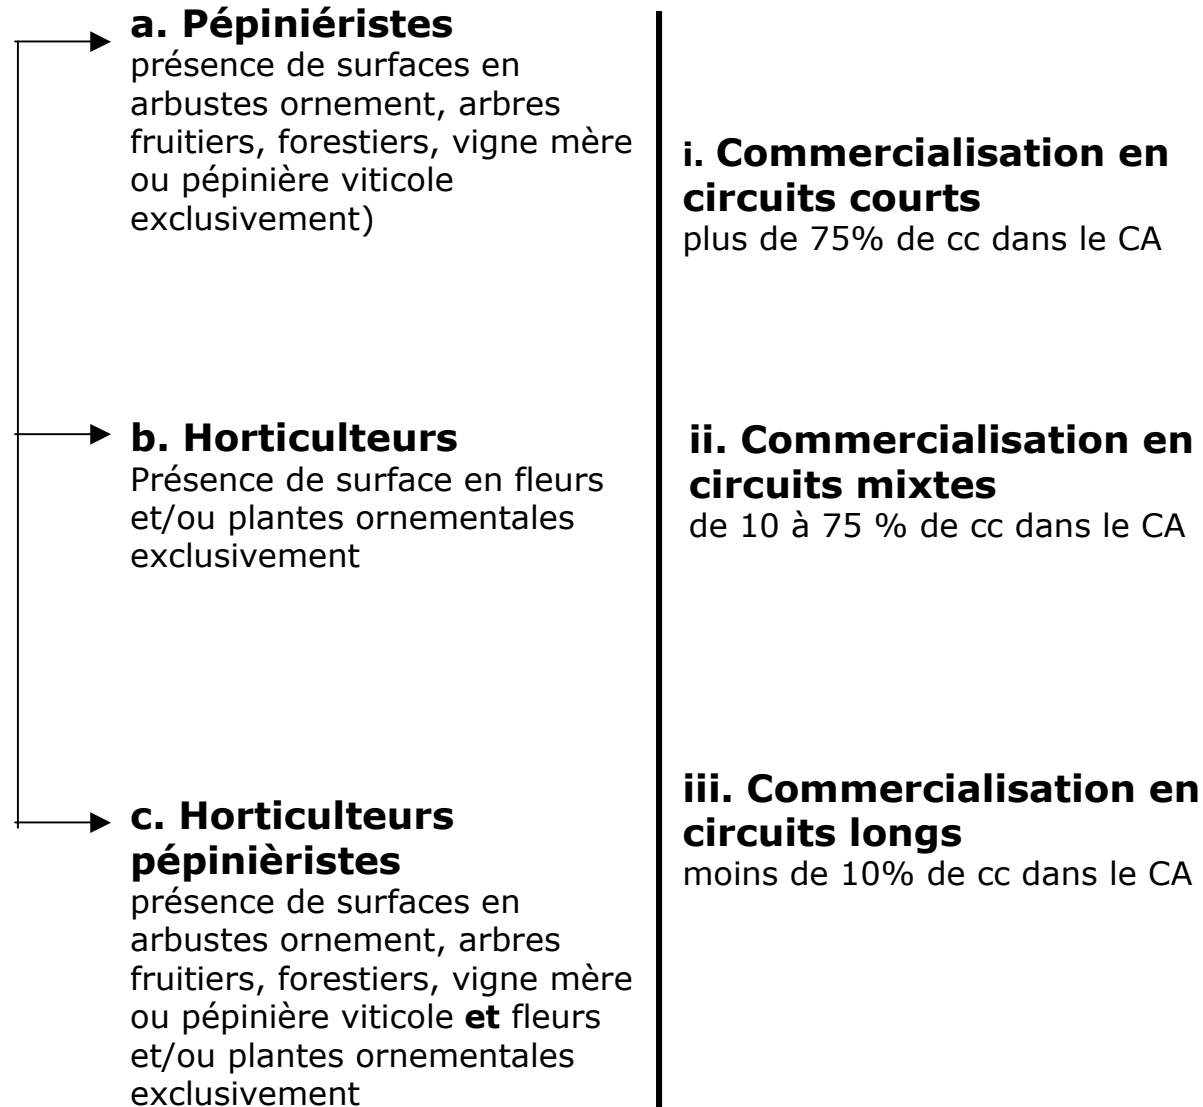 a. Pépiniéristes
présence de surfaces en
arbustes ornement, arbres
fruitiers, forestiers, vigne mère
ou pépinière viticole
exclusivement)
b. Horticulteurs
Présence de surface en fleurs
et/ou plantes ornementales
exclusivement
c. Horticulteurs
pépinièristes
présence de surfaces en
arbustes ornement, arbres
fruitiers, forestiers, vigne mère
ou pépinière viticole et fleurs
et/ou plantes ornementales
exclusivement
i. Commercialisation en
circuits courts
plus de 75% de cc dans le CA
ii. Commercialisation en
circuits mixtes
de 10 à 75 % de cc dans le CA
iii. Commercialisation en
circuits longs
moins de 10% de cc dans le CA